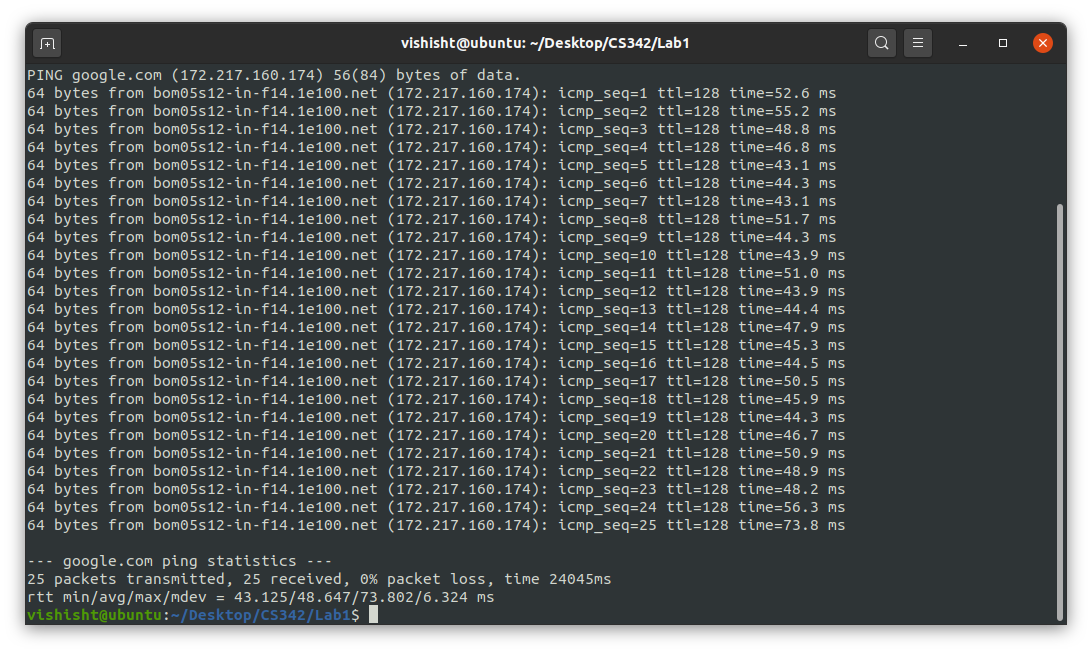 vishisht@ubuntu: ~/Desktop/CS342/Lab1
PING google.com (172.217.160.174) 56(84) bytes of data.
64 bytes from bom05s12-in-f14.1e100.net (172.217.160.174): icmp_seq=1 ttl=128 time=52.6 ms
64 bytes from bom05s12-in-f14.1e100.net (172.217.160.174): icmp_seq=2 ttl=128 time=55.2 ms
64 bytes from bom05s12-in-f14.1e100.net (172.217.160.174): icmp_seq=3 ttl=128 time=48.8 ms
64 bytes from bom05s12-in-f14.1e100.net (172.217.160.174): icmp_seq=4 ttl=128 time=46.8 ms
64 bytes from bom05s12-in-f14.1e100.net (172.217.160.174): icmp_seq=5 ttl=128 time=43.1 ms
64 bytes from bom05s12-in-f14.1e100.net (172.217.160.174): icmp_seq=6 ttl=128 time=44.3 ms
64 bytes from bom05s12-in-f14.1e100.net (172.217.160.174): icmp_seq=7 ttl=128 time=43.1 ms
64 bytes from bom05s12-in-f14.1e100.net (172.217.160.174): icmp_seq=8 ttl=128 time=51.7 ms
64 bytes from bom05s12-in-f14.1e100.net (172.217.160.174): icmp_seq=9 ttl=128 time=44.3 ms
64 bytes from bom05s12-in-f14.1e100.net (172.217.160.174): icmp_seq=10 ttl=128 time=43.9 ms
64 bytes from bom05s12-in-f14.1e100.net (172.217.160.174): icmp_seq=11 ttl=128 time=51.0 ms
64 bytes from bom05s12-in-f14.1e100.net (172.217.160.174): icmp_seq=12 ttl=128 time=43.9 ms
64 bytes from bom05s12-in-f14.1e100.net (172.217.160.174): icmp_seq=13 ttl=128 time=44.4 ms
64 bytes from bom05s12-in-f14.1e100.net (172.217.160.174): icmp_seq=14 ttl=128 time=47.9 ms
64 bytes from bom05s12-in-f14.1e100.net (172.217.160.174): icmp_seq=15 ttl=128 time=45.3 ms
64 bytes from bom05s12-in-f14.1e100.net (172.217.160.174): icmp_seq=16 ttl=128 time=44.5 ms
64 bytes from bom05s12-in-f14.1e100.net (172.217.160.174): icmp_seq=17 ttl=128 time=50.5 ms
64 bytes from bom05s12-in-f14.1e100.net (172.217.160.174): icmp_seq=18 ttl=128 time=45.9 ms
64 bytes from bom05s12-in-f14.1e100.net (172.217.160.174): icmp_seq=19 ttl=128 time=44.3 ms
64 bytes from bom05s12-in-f14.1e100.net (172.217.160.174): icmp_seq=20 ttl=128 time=46.7 ms
64 bytes from bom05s12-in-f14.1e100.net (172.217.160.174): icmp_seq=21 ttl=128 time=50.9 ms
64 bytes from bom05s12-in-f14.1e100.net (172.217.160.174): icmp_seq=22 ttl=128 time=48.9 ms
64 bytes from bom05s12-in-f14.1e100.net (172.217.160.174): icmp_seq=23 ttl=128 time=48.2 ms
64 bytes from bom05s12-in-f14.1e100.net (172.217.160.174): icmp_seq=24 ttl=128 time=56.3 ms
64 bytes from bom05s12-in-f14.1e100.net (172.217.160.174): icmp_seq=25 ttl=128 time=73.8 ms
--- google.com ping statistics ---
25 packets transmitted, 25 received, 0% packet loss, time 24045ms
rtt min/avg/max/mdev = 43.125/48.647/73.802/6.324 ms
vishisht@ubuntu:~/Desktop/CS342/Lab1$